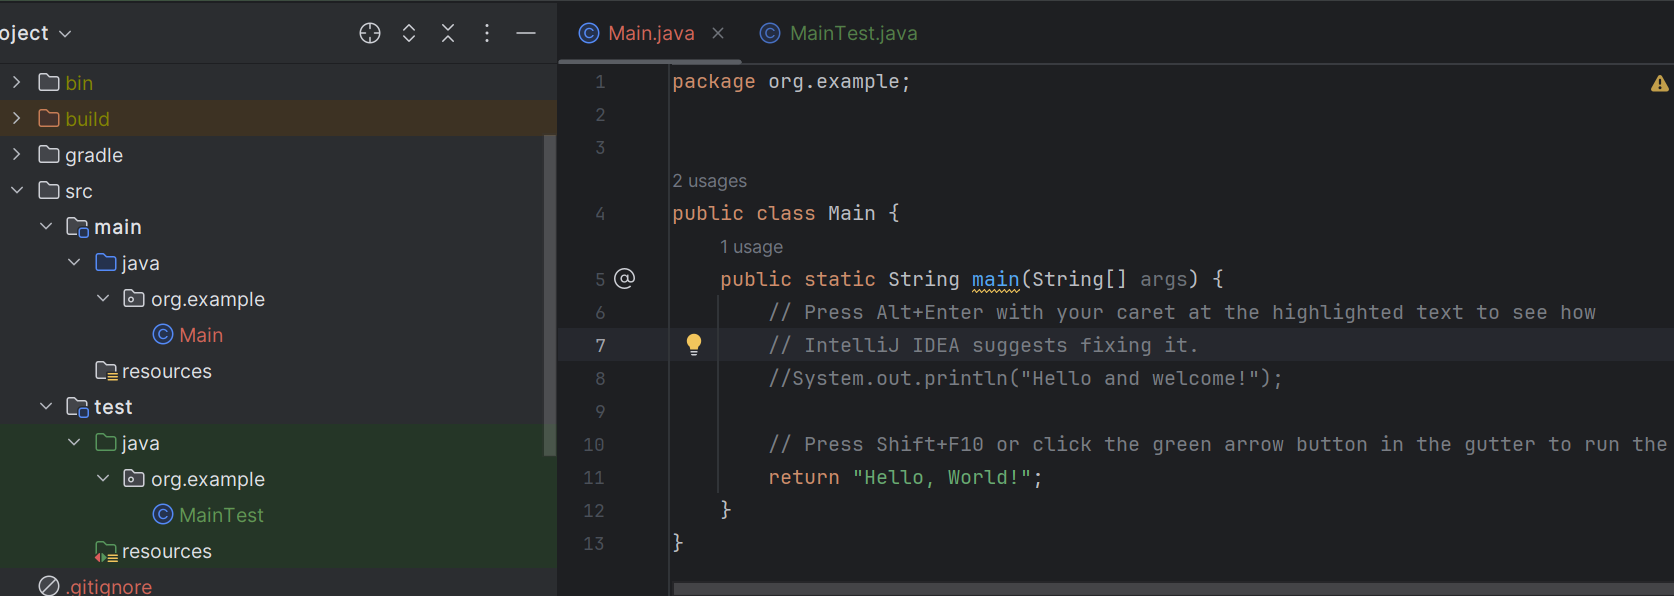 oject
bin
build
gradle
src
main
java
org.example
Main
resources
test
java
org.example
MainTest
resources
.gitignore
Main.java
MainTest.java
1 package org.example;
2
3
2 usages
4 public class Main {
1 usage
5 @ public static String main(String[] args) {
6 // Press Alt+Enter with your caret at the highlighted text to see how
7 // IntelliJ IDEA suggests fixing it.
8 //System.out.println("Hello and welcome!");
9
10 // Press Shift+F10 or click the green arrow button in the gutter to run the
11 return "Hello, World!";
12 }
13 }